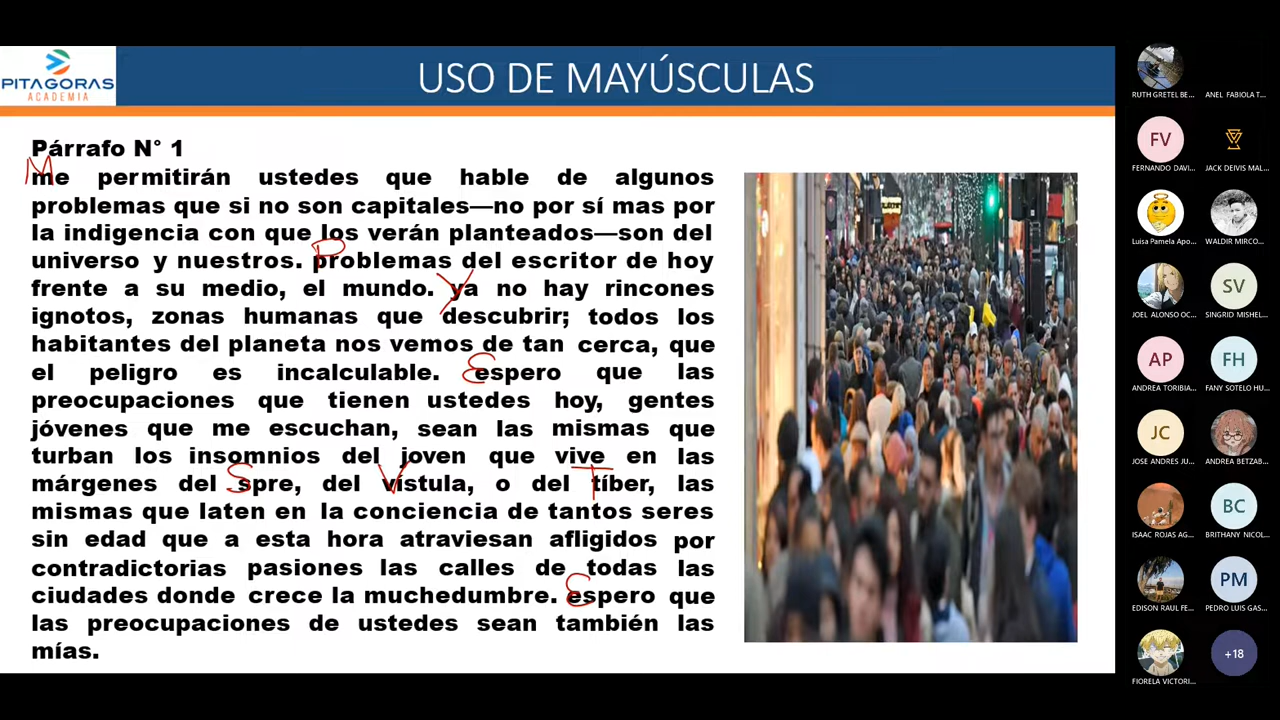 PITAGORAS
ACADEMIA
USO DE MAYÚSCULAS
Párrafo N° 1
M
me permitirán ustedes que hable de algunos
problemas que si no son capitales—no por sí mas por
la indigencia con que los verán planteados—son del
P
universo y nuestros. problemas del escritor de hoy
Y
frente a su medio, el mundo. ya no hay rincones
ignotos, zonas humanas que descubrir; todos los
habitantes del planeta nos vemos de tan cerca, que
E
el peligro es incalculable. espero que las
preocupaciones que tienen ustedes hoy, gentes
jóvenes que me escuchan, sean las mismas que
turban los insomnios del joven que vive en las
S V T
márgenes del spre, del vístula, o del tíber, las
mismas que laten en la conciencia de tantos seres
sin edad que a esta hora atraviesan afligidos por
contradictorias pasiones las calles de todas las
E
ciudades donde crece la muchedumbre. espero que
las preocupaciones de ustedes sean también las
mías.
RUTH GRETEL BE... ANEL FABIOLA T...
FV
FERNANDO DAVI... JACK DEIVIS MAL...
Luisa Pamela Apo... WALDIR MIRCO...
SV
JOEL ALONSO OC... SINGRID MISHEL...
AP FH
ANDREA TORIBIA... FANY SOTELO HU...
JC
JOSE ANDRES JU... ANDREA BETZAB...
BC
ISAAC ROJAS AG... BRITHANY NICOL...
PM
EDISON RAUL FE... PEDRO LUIS GAS...
+18
FIORELA VICTORI...